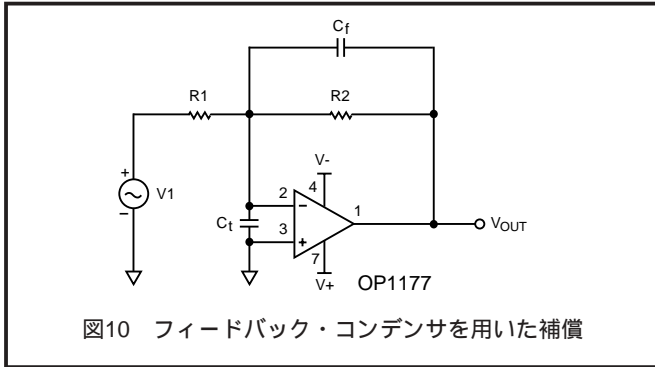 Cf
R1
R2
V-
+
V1
−
2
4
−
1
Ct
3
+
VOUT
7
V+
OP1177
図10 フィードバック・コンデンサを用いた補償